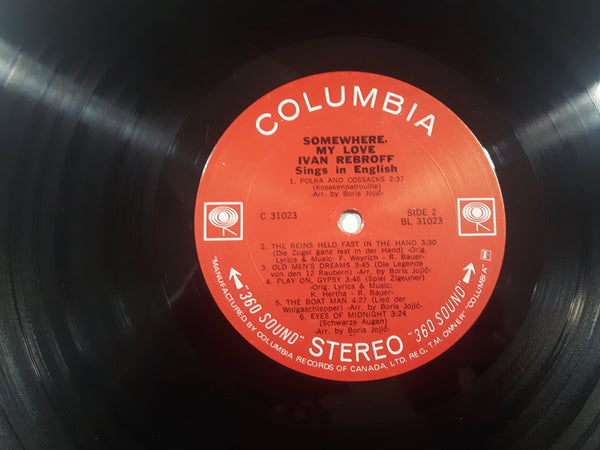 COLUMBIA
SOMEWHERE,
MY LOVE
IVAN REBROFF
Sings in English
1. POLKA AND COSSACKS 2:37
(Kosakenpatrouille)
-Arr. by Boris Jojić-
C 31023
SIDE 2
BL 31023
2. THE REINS HELD FAST IN THE HAND 3:30
(Die Zugel ganz fest in der Hand) -Orig.
Lyrics & Music: F. Weyrich - R. Bauer-
3. OLD MEN'S DREAMS 3:45 (Die Legende
von den 12 Raubern) -Arr. by Boris Jojić-
4. PLAY ON, GYPSY 3:46 (Spiel Zigeuner)
-Orig. Lyrics & Music:
K. Hertha - R. Bauer-
5. THE BOAT MAN 4:27 (Lied der
Wolgaschlepper) -Arr. by Boris Jojić-
6. EYES OF MIDNIGHT 3:24
(Schwarze Augen)
-Arr. by Boris Jojić-
"360 SOUND" STEREO "360 SOUND"
MANUFACTURED BY COLUMBIA RECORDS OF CANADA, LTD. REG. T.M. OWNER "COLUMBIA"